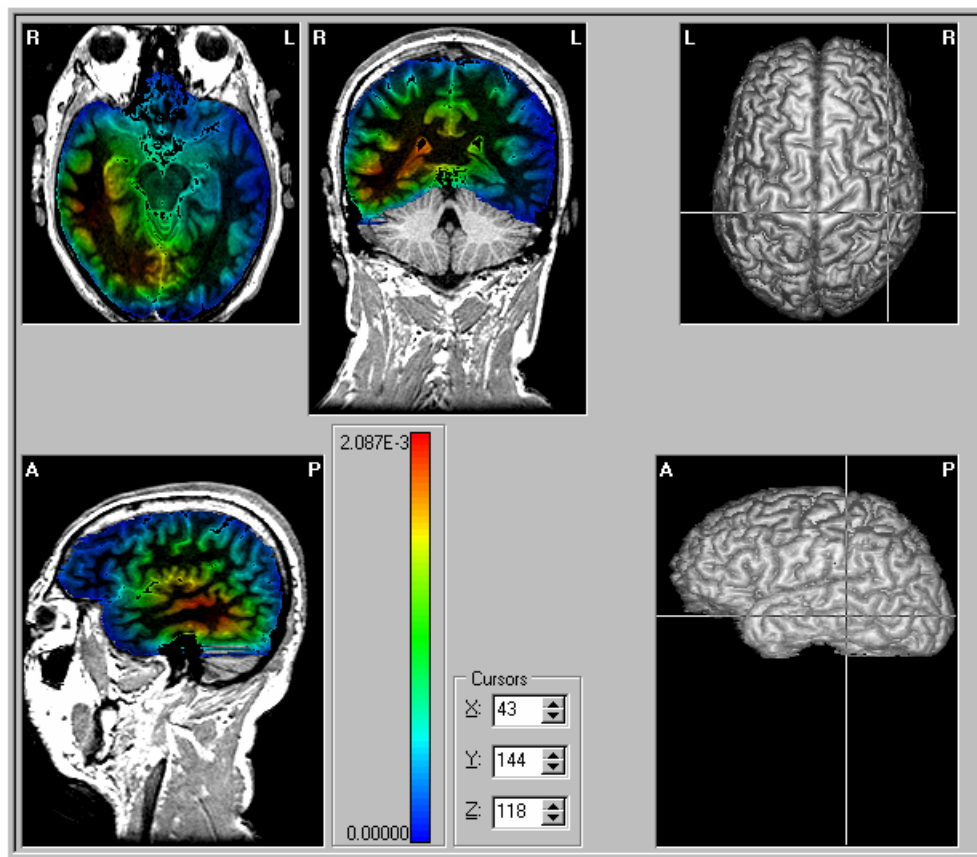 R L
R L
L R
A P
2.087E-3
0.00000
A P
Cursors
X: 43
Y: 144
Z: 118